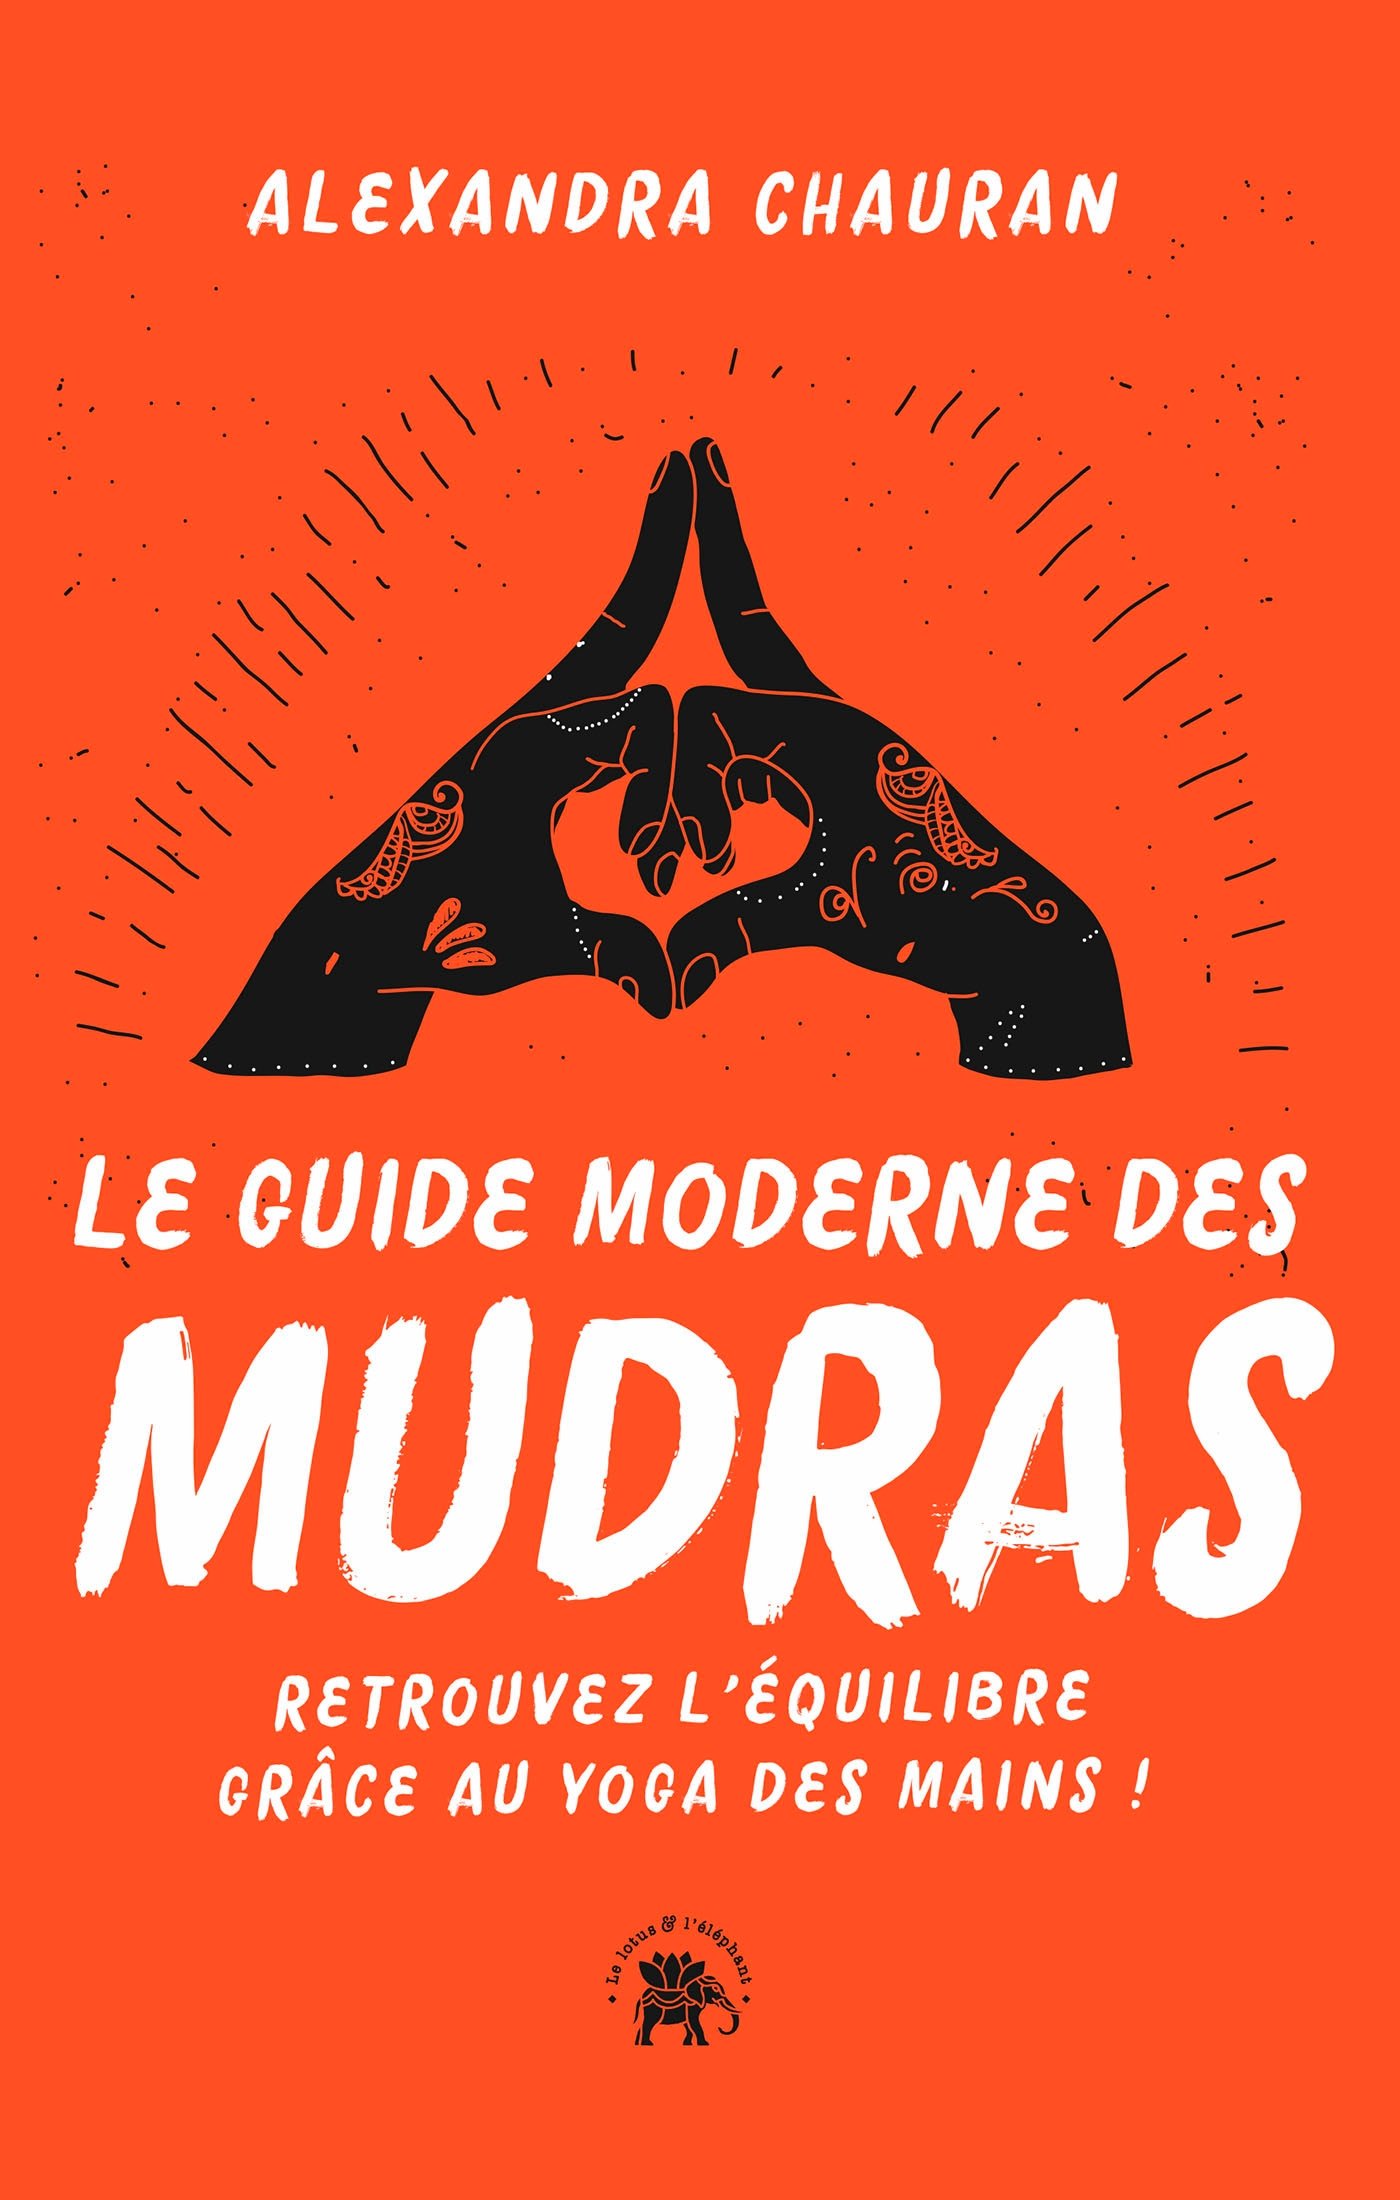 ALEXANDRA CHAURAN
LE GUIDE MODERNE DES
MUDRAS
RETROUVEZ L'ÉQUILIBRE
GRÂCE AU YOGA DES MAINS !
Le lotus & l'éléphant